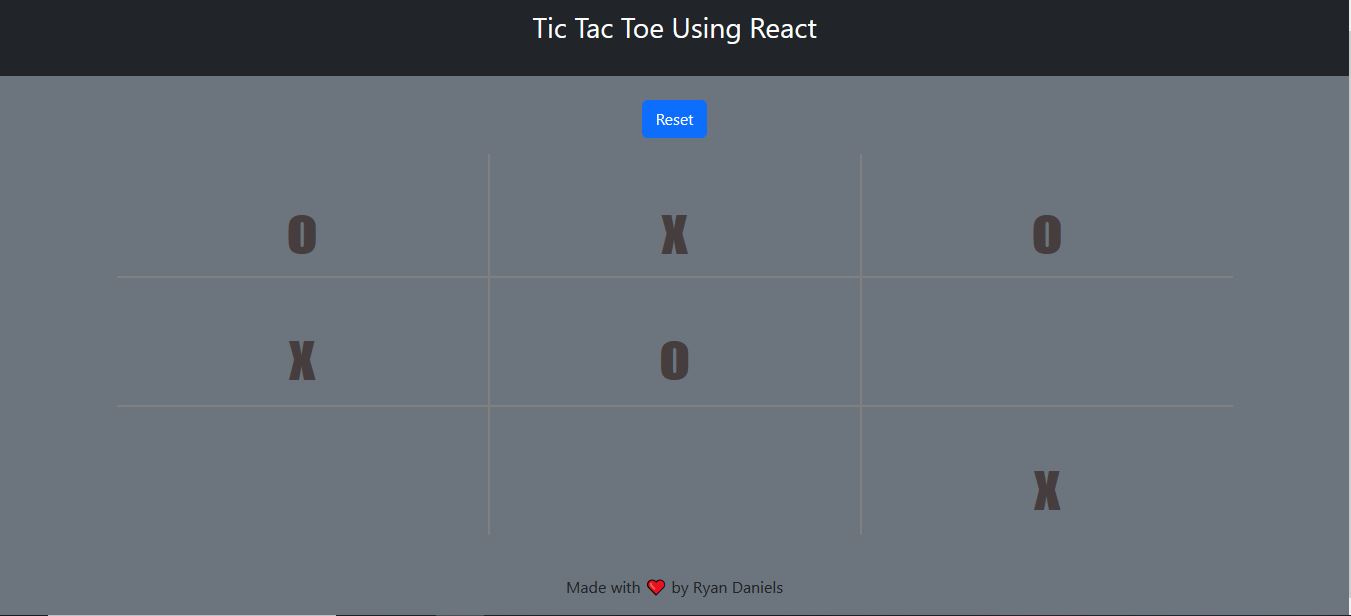 Tic Tac Toe Using React
Reset
O X O
X O
X
Made with ❤️ by Ryan Daniels